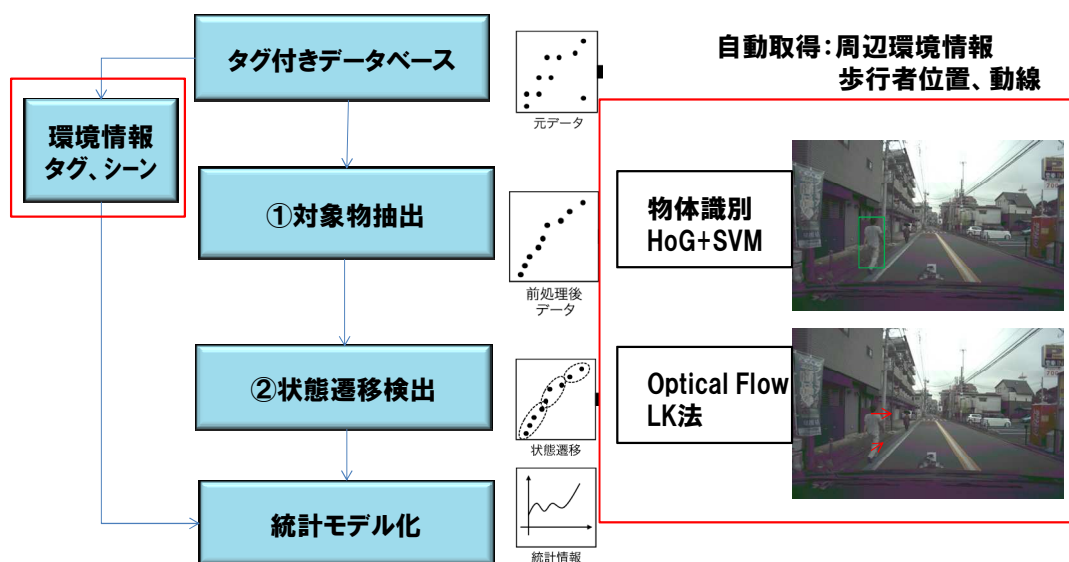 タグ付きデータベース
環境情報
タグ、シーン
①対象物抽出
②状態遷移検出
統計モデル化
元データ
前処理後
データ
状態遷移
統計情報
自動取得:周辺環境情報
歩行者位置、動線
物体識別
HoG+SVM
Optical Flow
LK法